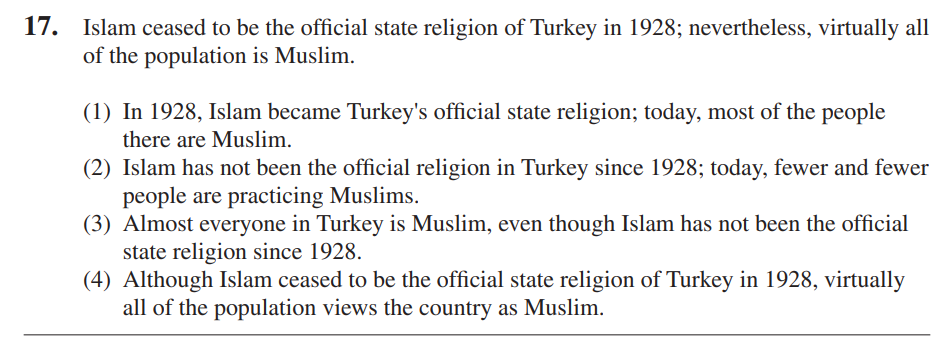 17. Islam ceased to be the official state religion of Turkey in 1928; nevertheless, virtually all
of the population is Muslim.
(1) In 1928, Islam became Turkey's official state religion; today, most of the people
there are Muslim.
(2) Islam has not been the official religion in Turkey since 1928; today, fewer and fewer
people are practicing Muslims.
(3) Almost everyone in Turkey is Muslim, even though Islam has not been the official
state religion since 1928.
(4) Although Islam ceased to be the official state religion of Turkey in 1928, virtually
all of the population views the country as Muslim.